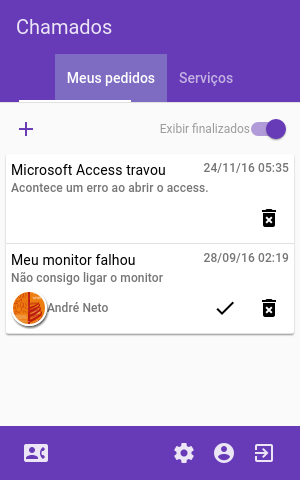 Chamados
Meus pedidos
Serviços
Exibir finalizados
Microsoft Access travou
24/11/16 05:35
Acontece um erro ao abrir o access.
Meu monitor falhou
28/09/16 02:19
Não consigo ligar o monitor
André Neto